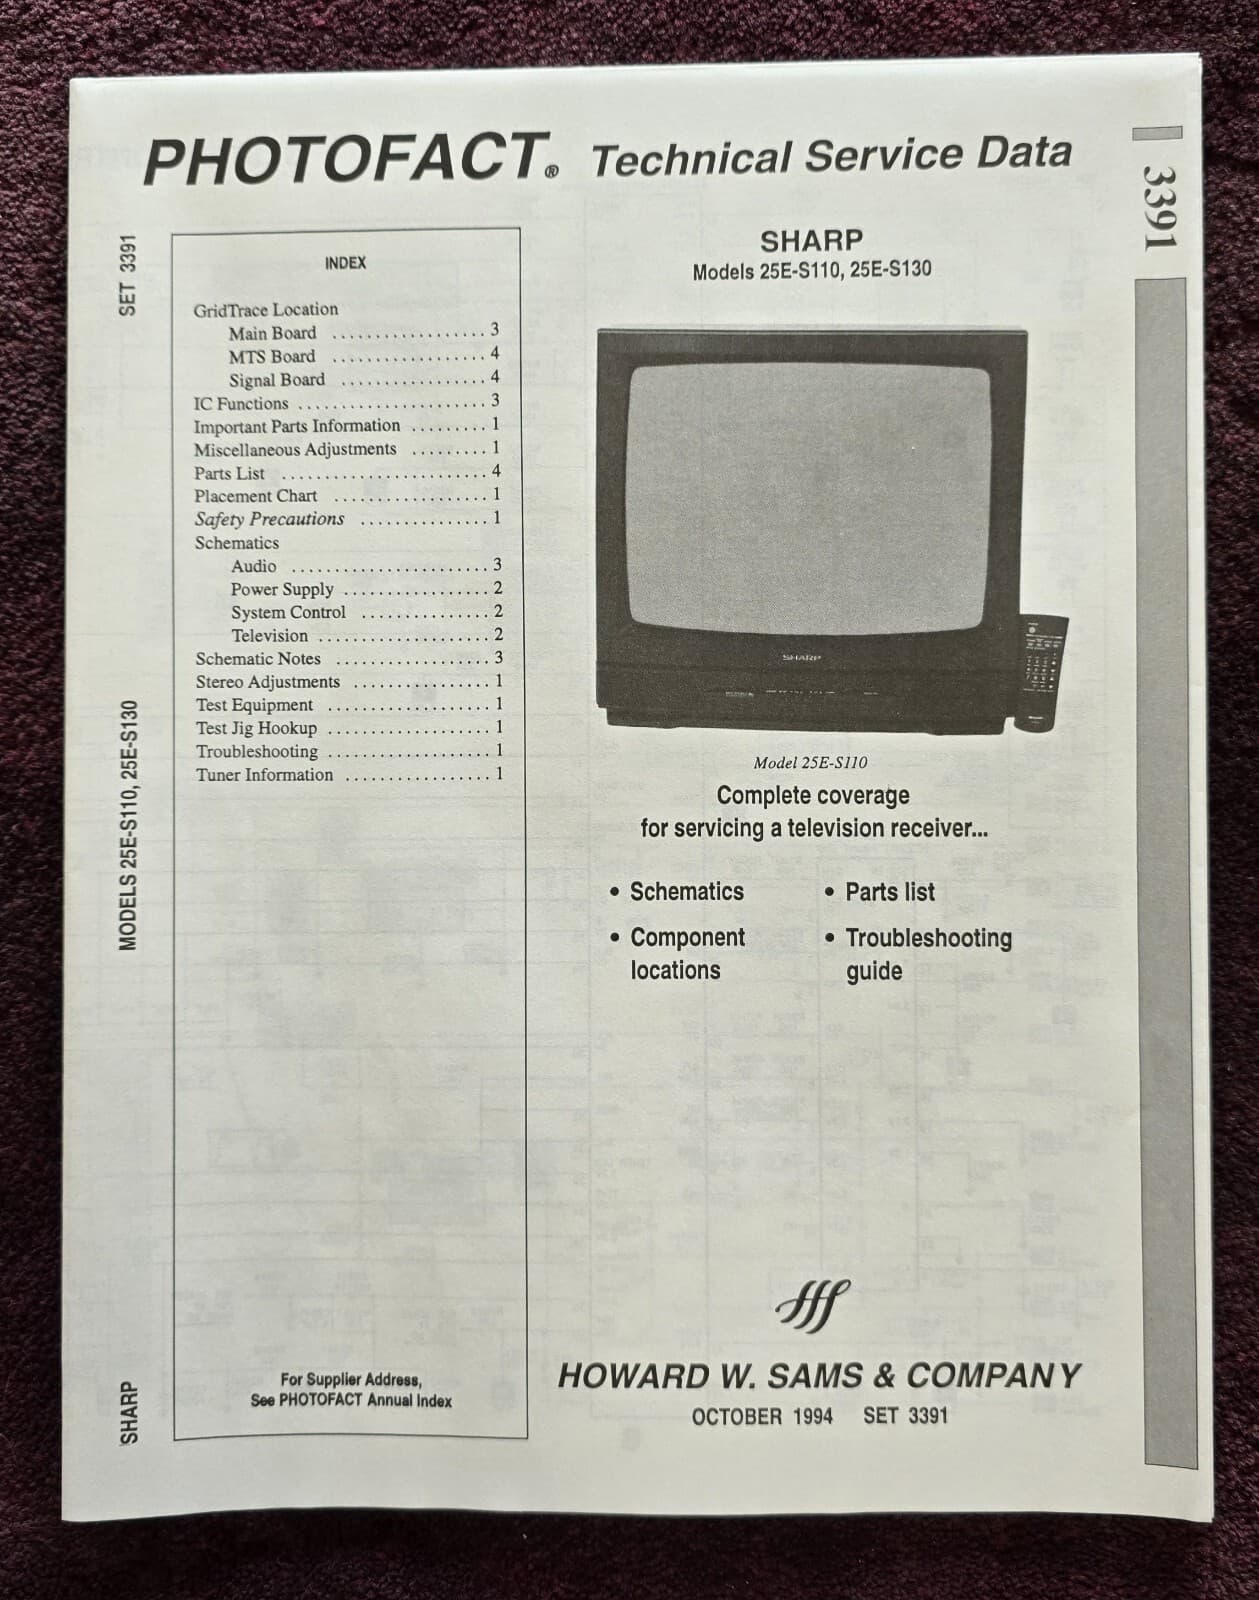 PHOTOFACT® Technical Service Data
3391
SET 3391
MODELS 25E-S110, 25E-S130
SHARP
INDEX
GridTrace Location
Main Board ................. 3
MTS Board ................. 4
Signal Board ................ 4
IC Functions ..................... 3
Important Parts Information ......... 1
Miscellaneous Adjustments ......... 1
Parts List ....................... 4
Placement Chart ................. 1
Safety Precautions .............. 1
Schematics
Audio ...................... 3
Power Supply ................ 2
System Control .............. 2
Television ................... 2
Schematic Notes ................. 3
Stereo Adjustments ............... 1
Test Equipment .................. 1
Test Jig Hookup .................. 1
Troubleshooting .................. 1
Tuner Information ................ 1
For Supplier Address,
See PHOTOFACT Annual Index
SHARP
Models 25E-S110, 25E-S130
SHARP
Model 25E-S110
Complete coverage
for servicing a television receiver...
• Schematics
• Component
locations
• Parts list
• Troubleshooting
guide
HOWARD W. SAMS & COMPANY
OCTOBER 1994 SET 3391